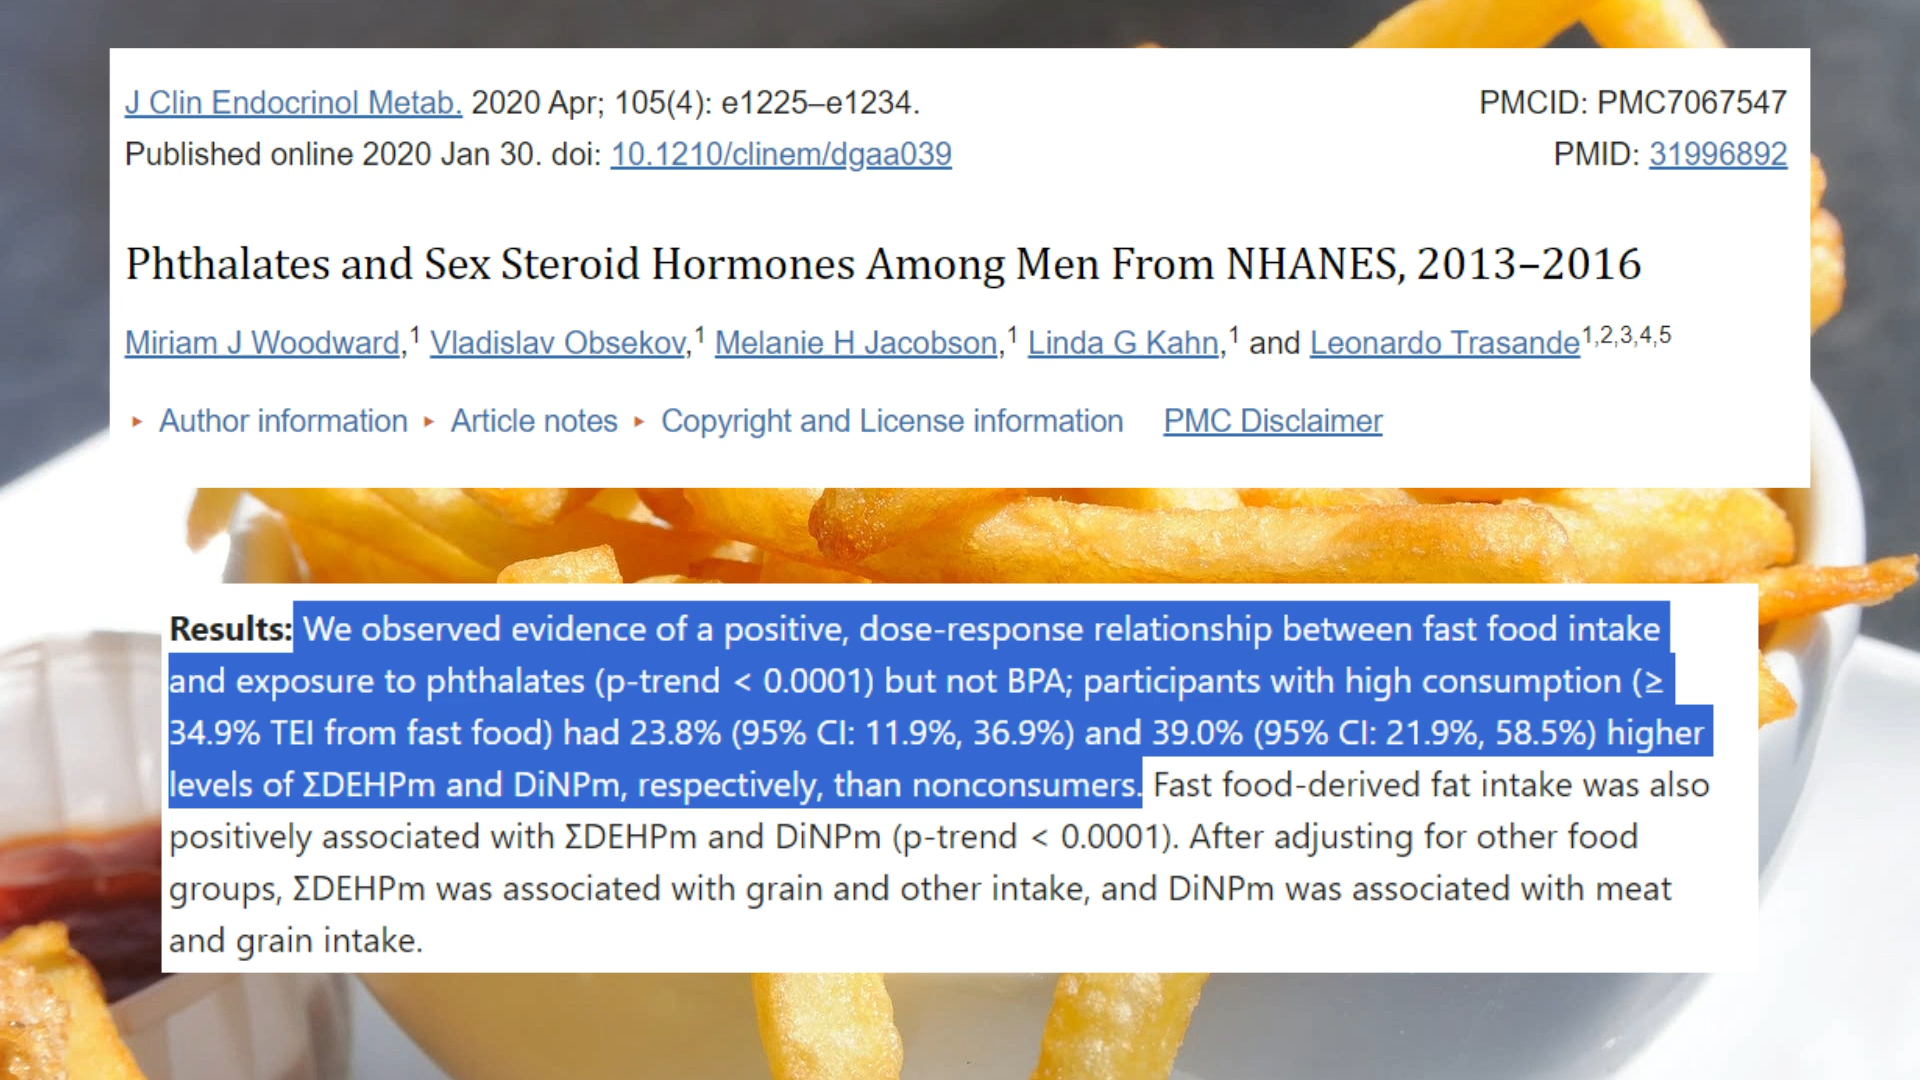 J Clin Endocrinol Metab. 2020 Apr; 105(4): e1225–e1234.
PMCID: PMC7067547
Published online 2020 Jan 30. doi: 10.1210/clinem/dgaa039
PMID: 31996892
Phthalates and Sex Steroid Hormones Among Men From NHANES, 2013–2016
Miriam J Woodward,1 Vladislav Obsekov,1 Melanie H Jacobson,1 Linda G Kahn,1 and Leonardo Trasande1,2,3,4,5
▸ Author information ▸ Article notes ▸ Copyright and License information PMC Disclaimer
Results: We observed evidence of a positive, dose-response relationship between fast food intake
and exposure to phthalates (p-trend < 0.0001) but not BPA; participants with high consumption (≥
34.9% TEI from fast food) had 23.8% (95% CI: 11.9%, 36.9%) and 39.0% (95% CI: 21.9%, 58.5%) higher
levels of ΣDEHPm and DiNPm, respectively, than nonconsumers. Fast food-derived fat intake was also
positively associated with ΣDEHPm and DiNPm (p-trend < 0.0001). After adjusting for other food
groups, ΣDEHPm was associated with grain and other intake, and DiNPm was associated with meat
and grain intake.